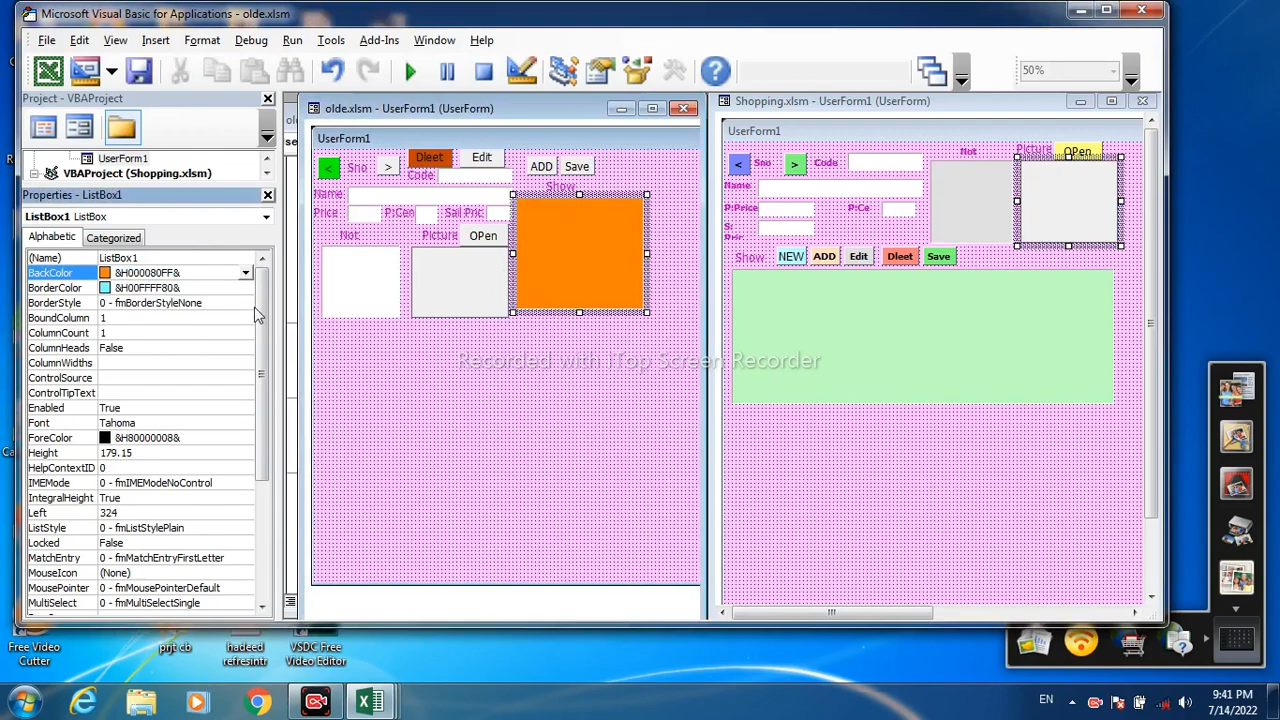 Microsoft Visual Basic for Applications - olde.xlsm
File Edit View Insert Format Debug Run Tools Add-Ins Window Help
50%
Project - VBAProject
UserForm1
VBAProject (Shopping.xlsm)
Properties - ListBox1
ListBox1 ListBox
Alphabetic Categorized
(Name) ListBox1
BackColor &H000080FF&
BorderColor &H00FFFF80&
BorderStyle 0 - fmBorderStyleNone
BoundColumn 1
ColumnCount 1
ColumnHeads False
ColumnWidths
ControlSource
ControlTipText
Enabled True
Font Tahoma
ForeColor &H80000008&
Height 179.15
HelpContextID 0
IMEMode 0 - fmIMEModeNoControl
IntegralHeight True
Left 324
ListStyle 0 - fmListStylePlain
Locked False
MatchEntry 0 - fmMatchEntryFirstLetter
MouseIcon (None)
MousePointer 0 - fmMousePointerDefault
MultiSelect 0 - fmMultiSelectSingle
olde.xlsm - UserForm1 (UserForm)
UserForm1
< Sno > Dleet Edit ADD Save
Code
Show
Name
Price P:Cen Sail Pric
Not Picture OPen
Shopping.xlsm - UserForm1 (UserForm)
UserForm1
Not Picture OPen
< Sno > Code
Name
P:Price P:Ce
S:
Pric
Show NEW ADD Edit Dleet Save
Recorded with iTop Screen Recorder
Free Video
Cutter
prjt cb
hadeed
refresintr
VSDC Free
Video Editor
EN
9:41 PM
7/14/2022